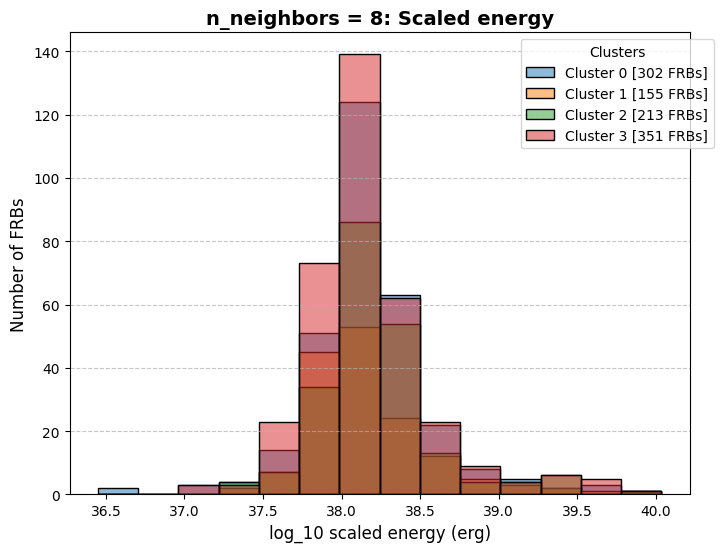 n_neighbors = 8: Scaled energy
Number of FRBs
140
120
100
80
60
40
20
0
Clusters
Cluster 0 [302 FRBs]
Cluster 1 [155 FRBs]
Cluster 2 [213 FRBs]
Cluster 3 [351 FRBs]
36.5 37.0 37.5 38.0 38.5 39.0 39.5 40.0
log_10 scaled energy (erg)